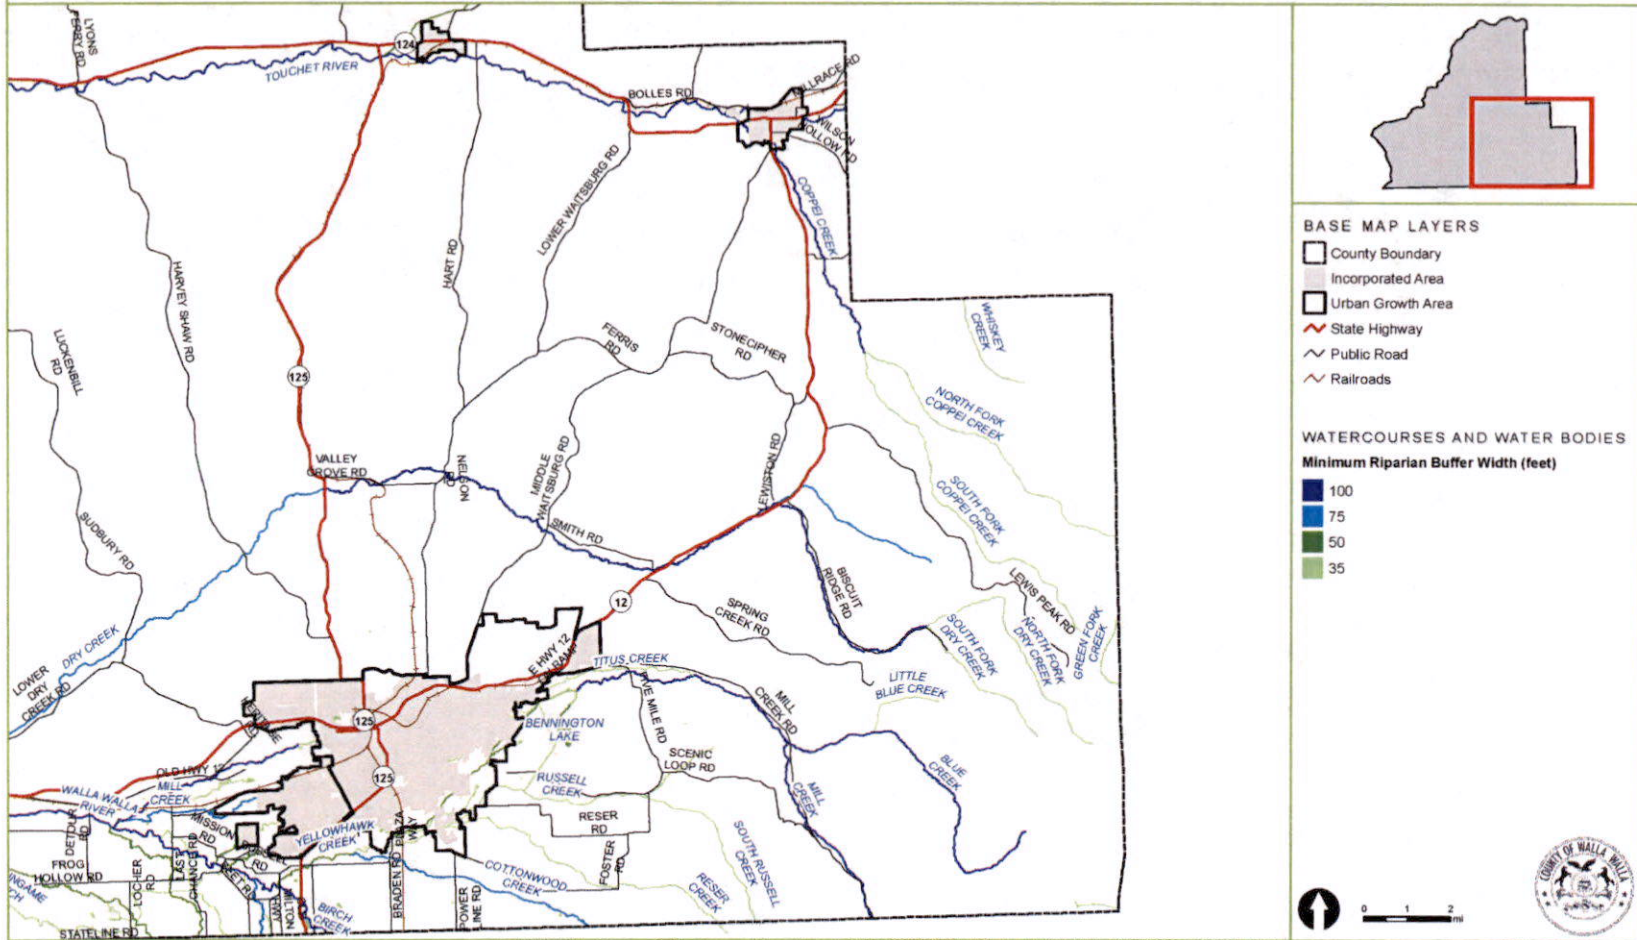 LYONS
FERRY RD
124
TOUCHET RIVER
BOLLES RD
MILLRACE RD
WILSON
HOLLOW RD
COPPEI CREEK
LOWER WAITSBURG RD
HART RD
HARVEY SHAW RD
LUCKENBILL
RD
125
FERRIS
RD
STONECIPHER
RD
WHISKEY
CREEK
NORTH FORK
COPPEI CREEK
VALLEY
GROVE RD
NELSON
RD
MIDDLE
WAITSBURG RD
LEWISTON RD
SMITH RD
SOUTH FORK
COPPEI CREEK
SUDBURY RD
BISCUIT
RIDGE RD
LEWIS PEAK RD
12
SPRING
CREEK RD
SOUTH FORK
DRY CREEK
NORTH FORK
DRY CREEK
GREEN FORK
CREEK
DRY CREEK
LOWER
DRY
CREEK RD
E HWY 12
TITUS CREEK
LITTLE
BLUE CREEK
125
BENNINGTON
LAKE
FIVE MILE RD
MILL
CREEK RD
SCENIC
LOOP RD
BLUE
CREEK
OLD HWY 12
MILL
CREEK
125
RUSSELL
CREEK
MILL
CREEK
WALLA WALLA
RIVER
DETOUR
RD
MISSION
RD
YELLOWHAWK
CREEK
PLAZA
WAY
RESER
RD
SOUTH RUSSELL
CREEK
FROG
HOLLOW RD
LOCHER
RD
LAST
CHANCE RD
BRADEN RD
POWER
LINE RD
COTTONWOOD
CREEK
FOSTER
RD
RESER
CREEK
BIRCH
CREEK
MILTON
STATELINE RD
BASE MAP LAYERS
County Boundary
Incorporated Area
Urban Growth Area
State Highway
Public Road
Railroads
WATERCOURSES AND WATER BODIES
Minimum Riparian Buffer Width (feet)
100
75
50
35
0 1 2
mi
COUNTY OF WALLA WALLA